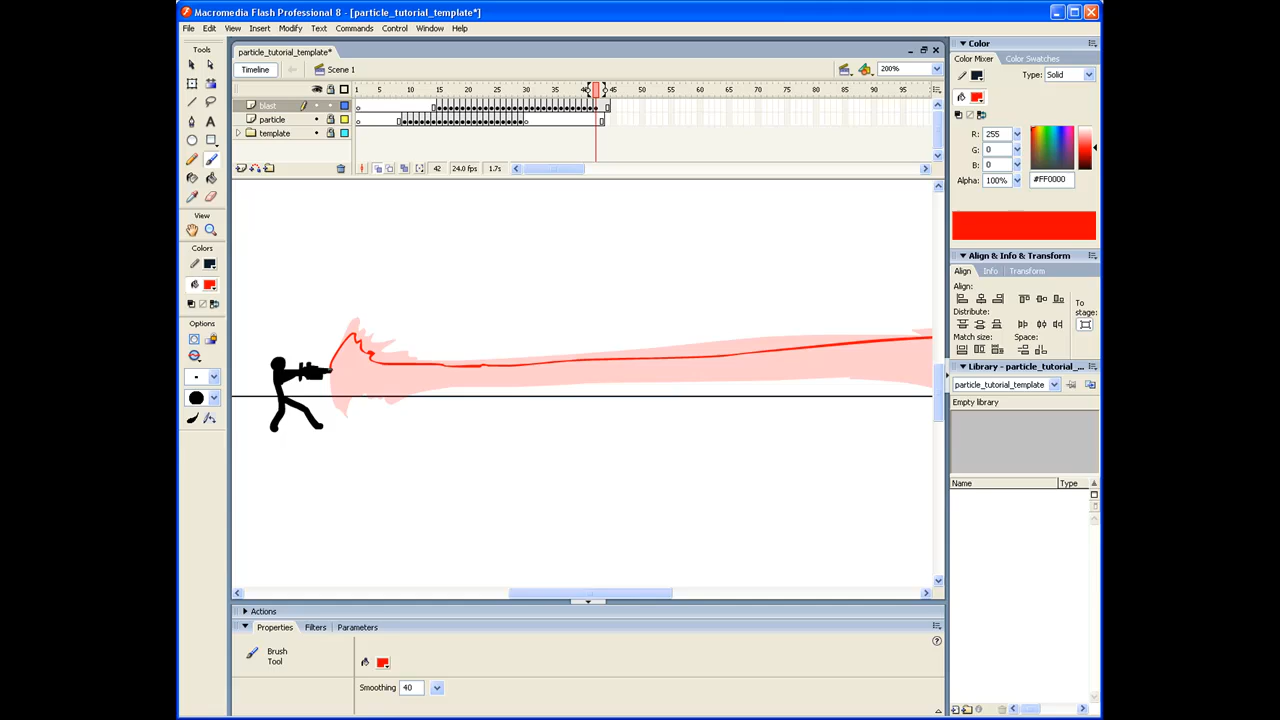 Macromedia Flash Professional 8 - [particle_tutorial_template*]
File Edit View Insert Modify Text Commands Control Window Help
Tools
View
Colors
Options
particle_tutorial_template*
Timeline
Scene 1
200%
1 5 10 15 20 25 30 35 40 45 50 55 60 65 70 75 80 85 90 95
blast
particle
template
42 24.0 fps 1.7s
Color
Color Mixer Color Swatches
Type: Solid
R: 255
G: 0
B: 0
Alpha: 100% #FF0000
Align & Info & Transform
Align Info Transform
Align:
To stage:
Distribute:
Match size: Space:
Library - particle_tutorial_...
particle_tutorial_template
Empty library
Name Type
Actions
Properties Filters Parameters
Brush
Tool
Smoothing 40